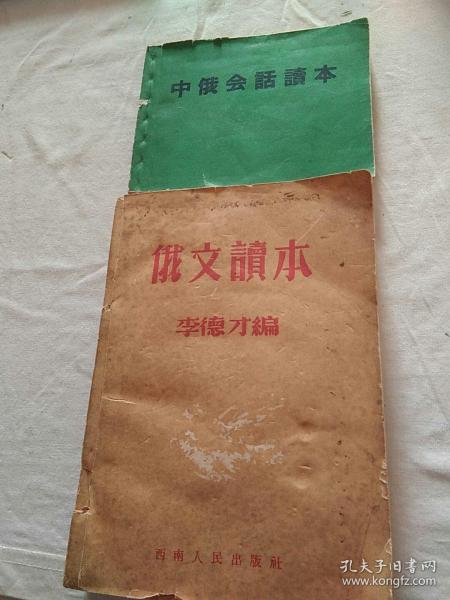 中俄会話讀本
俄文讀本
李德才編
西南人民出版社
孔夫子旧书网
www.kongfz.com